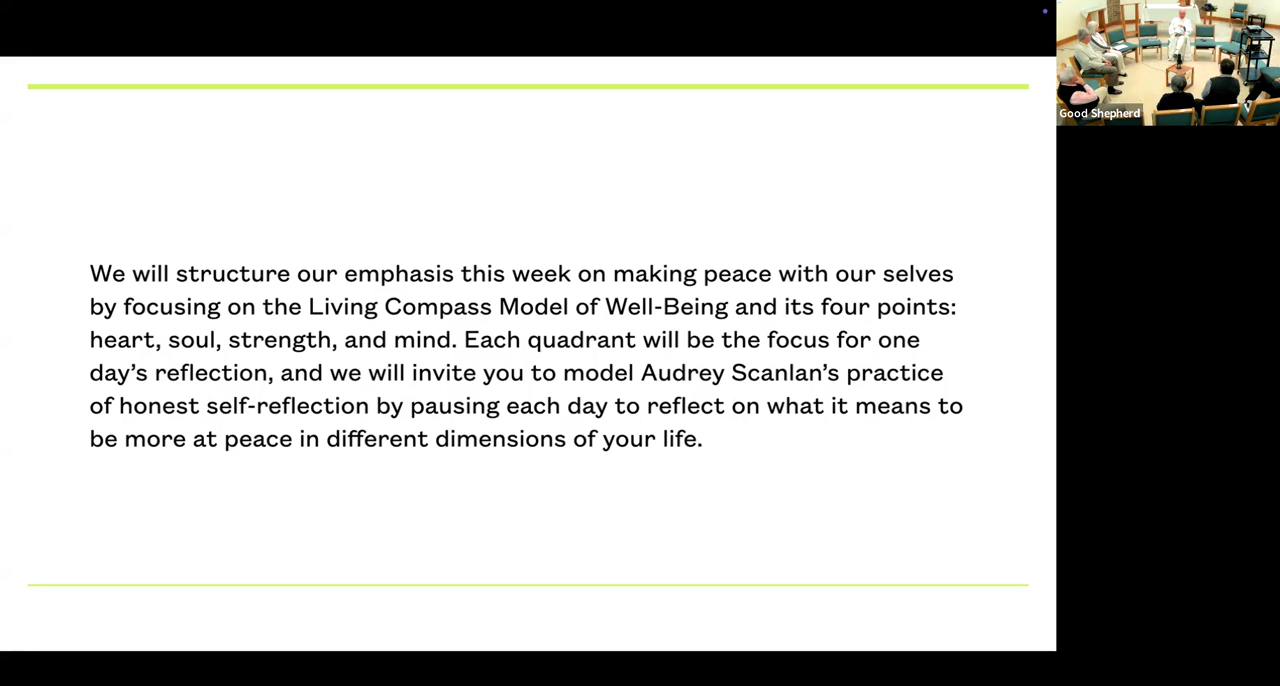 We will structure our emphasis this week on making peace with our selves
by focusing on the Living Compass Model of Well-Being and its four points:
heart, soul, strength, and mind. Each quadrant will be the focus for one
day’s reflection, and we will invite you to model Audrey Scanlan’s practice
of honest self-reflection by pausing each day to reflect on what it means to
be more at peace in different dimensions of your life.
Good Shepherd